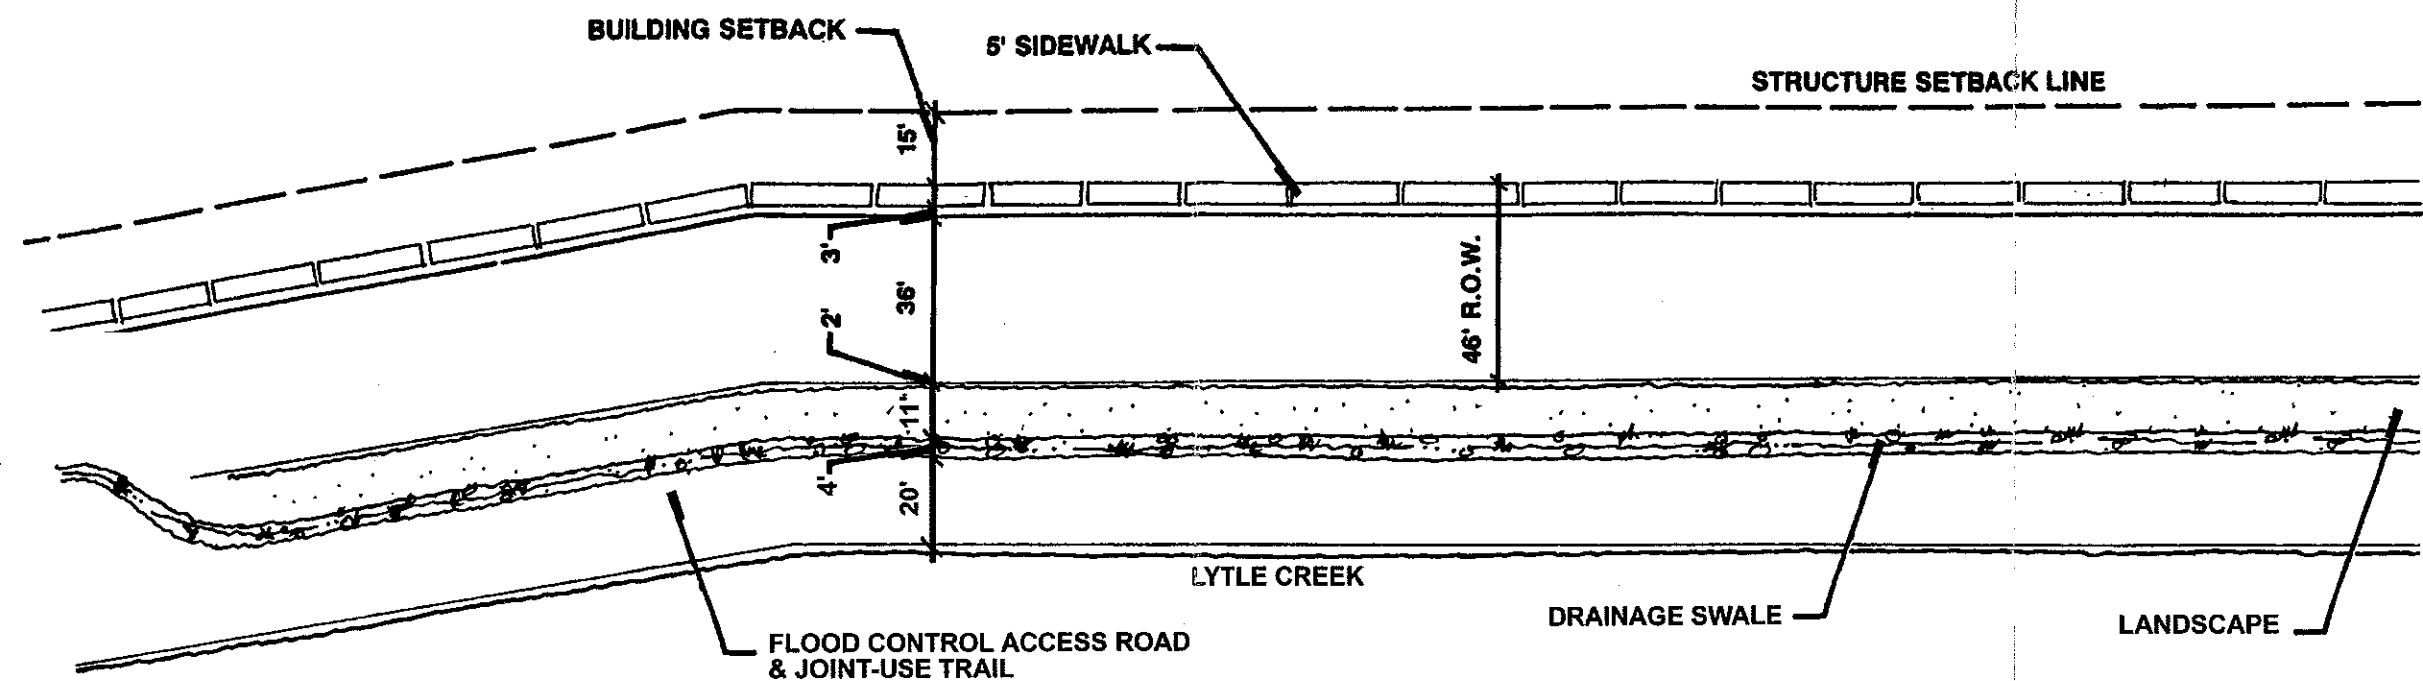 BUILDING SETBACK
5' SIDEWALK
STRUCTURE SETBACK LINE
15'
3'
36'
2'
46' R.O.W.
11'
4'
20'
LYTLE CREEK
DRAINAGE SWALE
LANDSCAPE
FLOOD CONTROL ACCESS ROAD
& JOINT-USE TRAIL